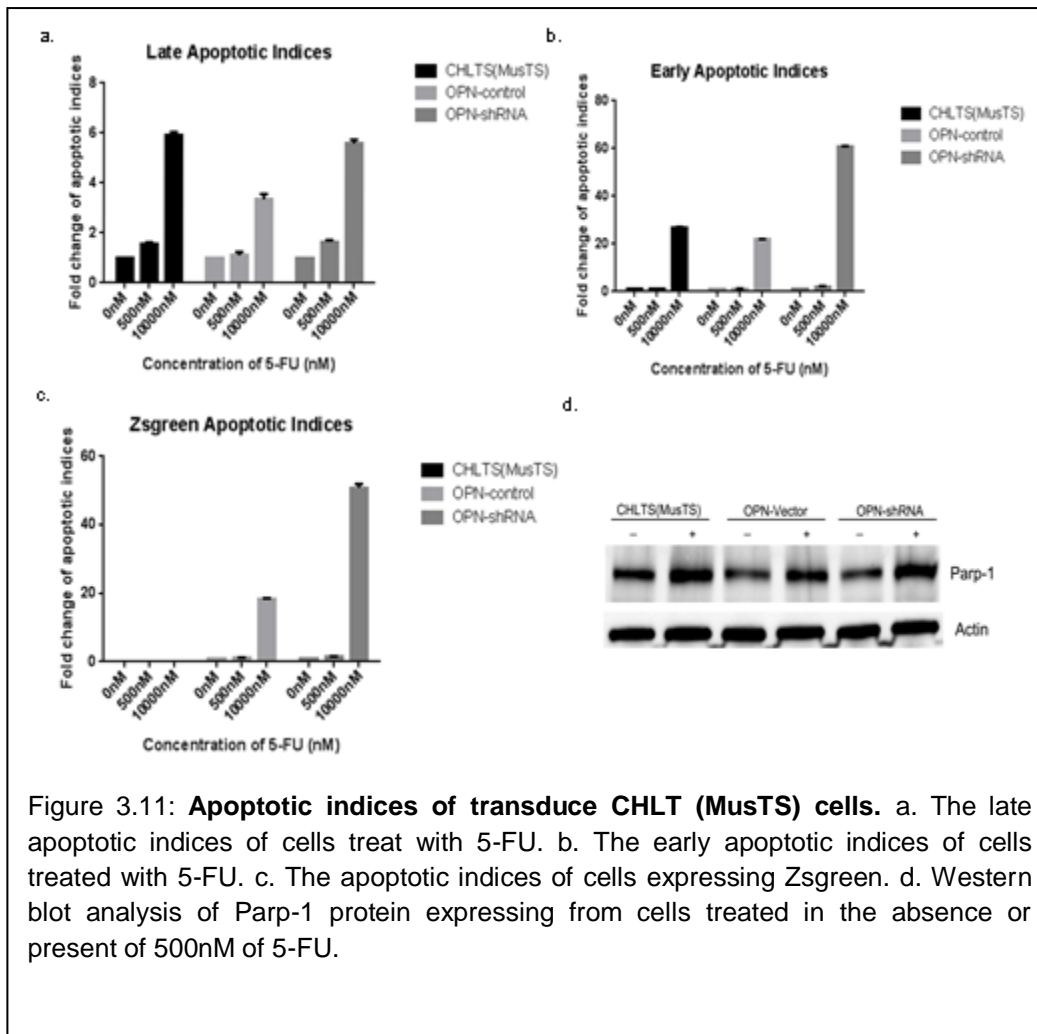 a.
Late Apoptotic Indices
Fold change of apoptotic indices
8
6
4
2
0
0nM
500nM
10000nM
0nM
500nM
10000nM
0nM
500nM
10000nM
Concentration of 5-FU (nM)
CHLTS(MusTS)
OPN-control
OPN-shRNA
b.
Early Apoptotic Indices
Fold change of apoptotic indices
80
60
40
20
0
0nM
500nM
10000nM
0nM
500nM
10000nM
0nM
500nM
10000nM
Concentration of 5-FU (nM)
CHLTS(MusTS)
OPN-control
OPN-shRNA
c.
Zsgreen Apoptotic Indices
Fold change of apoptotic indices
60
40
20
0
0nM
500nM
10000nM
0nM
500nM
10000nM
0nM
500nM
10000nM
Concentration of 5-FU (nM)
CHLTS(MusTS)
OPN-control
OPN-shRNA
d.
CHLTS(MusTS) OPN-Vector OPN-shRNA
– + – + – +
Parp-1
Actin
Figure 3.11: Apoptotic indices of transduce CHLT (MusTS) cells. a. The late
apoptotic indices of cells treat with 5-FU. b. The early apoptotic indices of cells
treated with 5-FU. c. The apoptotic indices of cells expressing Zsgreen. d. Western
blot analysis of Parp-1 protein expressing from cells treated in the absence or
present of 500nM of 5-FU.